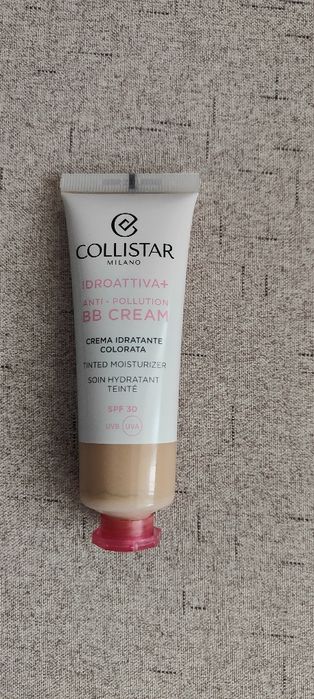 COLLISTAR
MILANO
IDROATTIVA+
ANTI - POLLUTION
BB CREAM
CREMA IDRATANTE
COLORATA
TINTED MOISTURIZER
SOIN HYDRATANT
TEINTÉ
SPF 30
UVB UVA